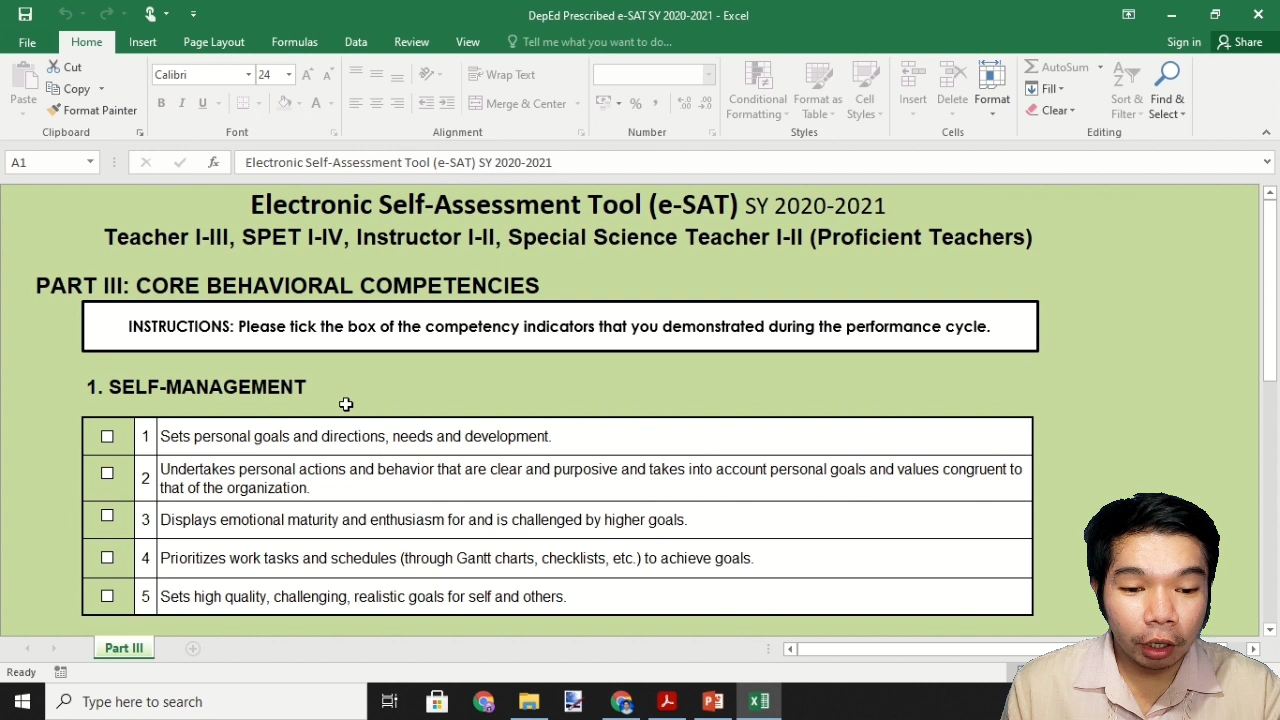 DepEd Prescribed e-SAT SY 2020-2021 - Excel
File Home Insert Page Layout Formulas Data Review View Tell me what you want to do... Sign in Share
Cut
Copy
Format Painter
Paste
Clipboard
Calibri 24
B I U A
Font
Wrap Text
Merge & Center
Alignment
% ,
Number
Conditional Formatting
Format as Table
Cell Styles
Styles
Insert
Delete
Format
Cells
AutoSum
Fill
Clear
Sort & Filter
Find & Select
Editing
A1 fx Electronic Self-Assessment Tool (e-SAT) SY 2020-2021
Electronic Self-Assessment Tool (e-SAT) SY 2020-2021
Teacher I-III, SPET I-IV, Instructor I-II, Special Science Teacher I-II (Proficient Teachers)
PART III: CORE BEHAVIORAL COMPETENCIES
INSTRUCTIONS: Please tick the box of the competency indicators that you demonstrated during the performance cycle.
1. SELF-MANAGEMENT
1 Sets personal goals and directions, needs and development.
2 Undertakes personal actions and behavior that are clear and purposive and takes into account personal goals and values congruent to
that of the organization.
3 Displays emotional maturity and enthusiasm for and is challenged by higher goals.
4 Prioritizes work tasks and schedules (through Gantt charts, checklists, etc.) to achieve goals.
5 Sets high quality, challenging, realistic goals for self and others.
Part III
Ready
Type here to search